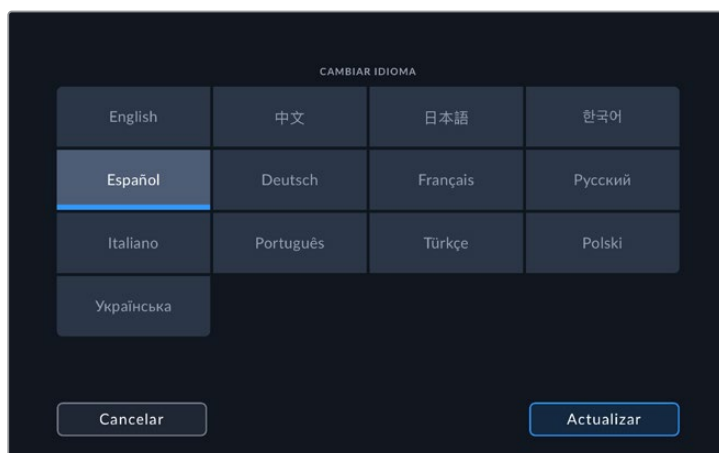 CAMBIAR IDIOMA
English 中文 日本語 한국어
Español Deutsch Français Русский
Italiano Português Türkçe Polski
Українська
Cancelar Actualizar